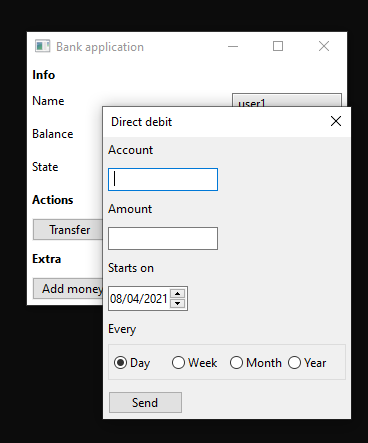 Bank application
Info
Name
user1
Balance
State
Actions
Transfer
Extra
Add money
Direct debit
Account
Amount
Starts on
08/04/2021
Every
Day Week Month Year
Send